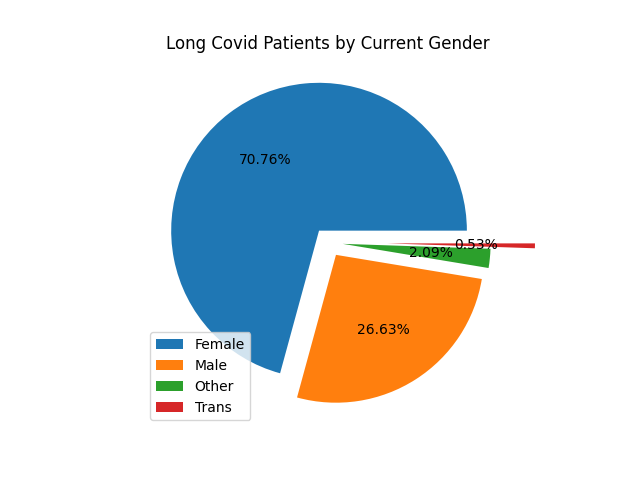 Long Covid Patients by Current Gender
70.76%
0.53%
2.09%
26.63%
Female
Male
Other
Trans